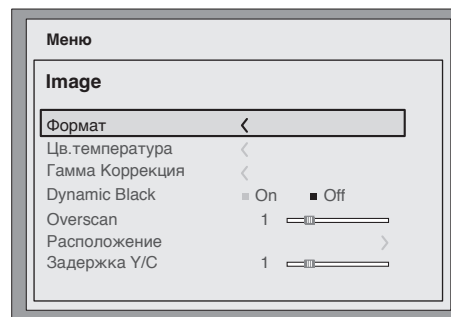 Меню
Image
Формат
Цв.температура
Гамма Коррекция
Dynamic Black On Off
Overscan 1
Расположение
Задержка Y/C 1